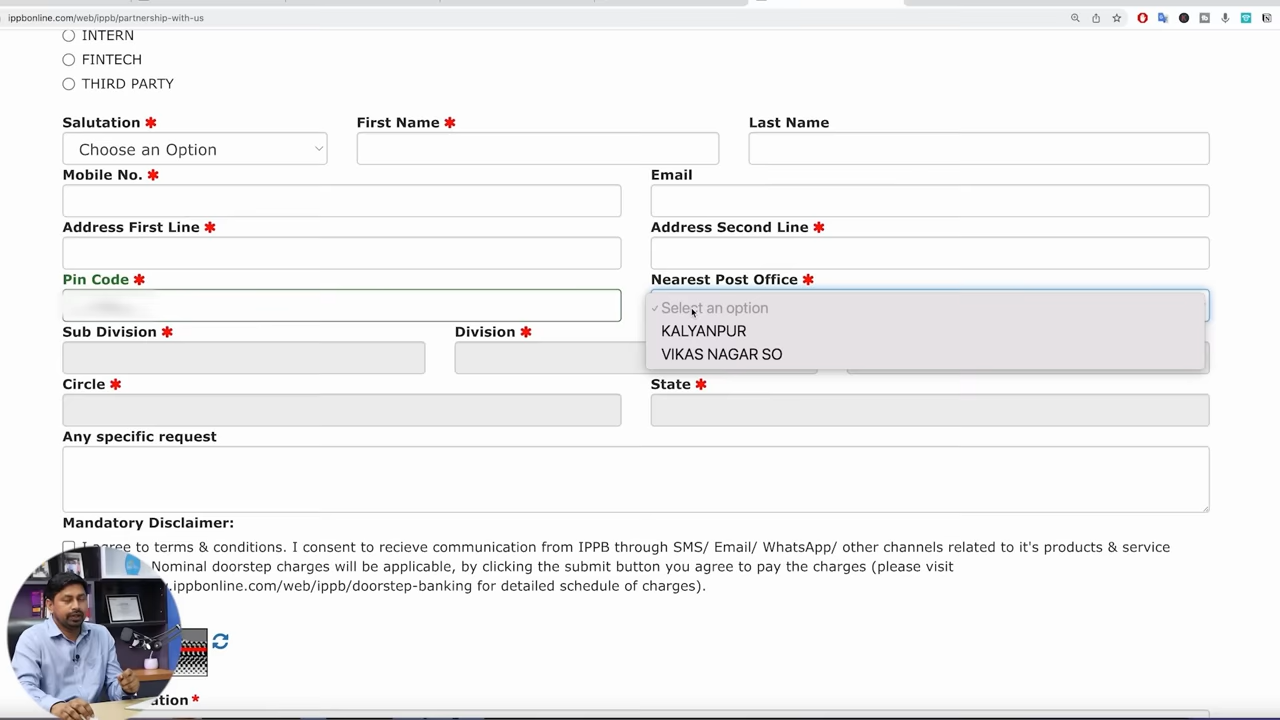 ippbonline.com/web/ippb/partnership-with-us
INTERN
FINTECH
THIRD PARTY
Salutation * First Name * Last Name
Choose an Option
Mobile No. * Email
Address First Line * Address Second Line *
Pin Code * Nearest Post Office *
✓ Select an option
KALYANPUR
VIKAS NAGAR SO
Sub Division * Division *
Circle * State *
Any specific request
Mandatory Disclaimer:
I agree to terms & conditions. I consent to recieve communication from IPPB through SMS/ Email/ WhatsApp/ other channels related to it's products & service
Nominal doorstep charges will be applicable, by clicking the submit button you agree to pay the charges (please visit
.ippbonline.com/web/ippb/doorstep-banking for detailed schedule of charges).
ation *